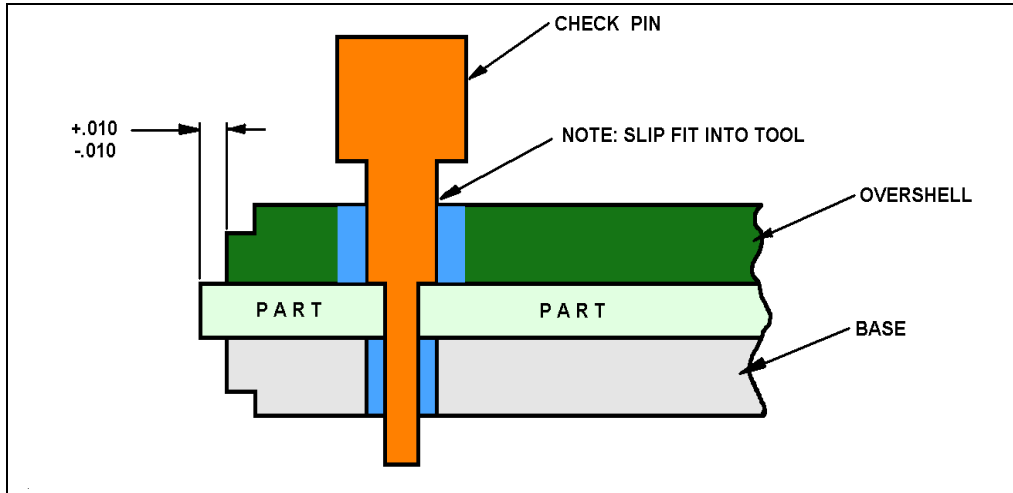 CHECK PIN
+.010
-.010
NOTE: SLIP FIT INTO TOOL
OVERSHELL
PART
PART
BASE